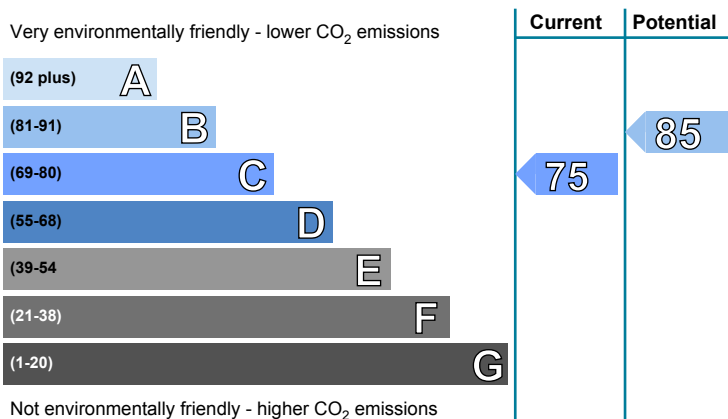 Current Potential
Very environmentally friendly - lower CO2 emissions
(92 plus) A
(81-91) B
85
(69-80) C
75
(55-68) D
(39-54 E
(21-38) F
(1-20) G
Not environmentally friendly - higher CO2 emissions